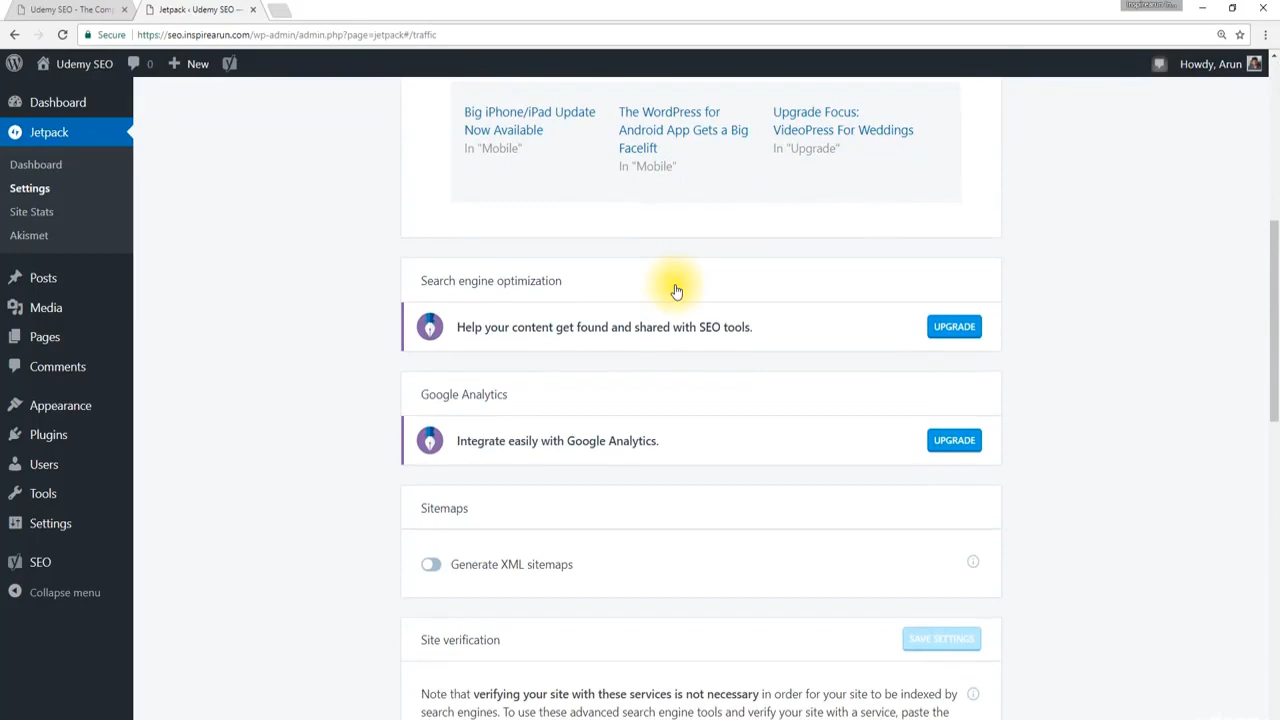 Udemy SEO - The Com
Jetpack ‹ Udemy SEO —
Secure
https://seo.inspirearun.com/wp-admin/admin.php?page=jetpack#/traffic
Udemy SEO
0
New
Howdy, Arun
Dashboard
Jetpack
Dashboard
Settings
Site Stats
Akismet
Posts
Media
Pages
Comments
Appearance
Plugins
Users
Tools
Settings
SEO
Collapse menu
Big iPhone/iPad Update
Now Available
In "Mobile"
The WordPress for
Android App Gets a Big
Facelift
In "Mobile"
Upgrade Focus:
VideoPress For Weddings
In "Upgrade"
Search engine optimization
Help your content get found and shared with SEO tools.
UPGRADE
Google Analytics
Integrate easily with Google Analytics.
UPGRADE
Sitemaps
Generate XML sitemaps
Site verification
SAVE SETTINGS
Note that verifying your site with these services is not necessary in order for your site to be indexed by
search engines. To use these advanced search engine tools and verify your site with a service, paste the